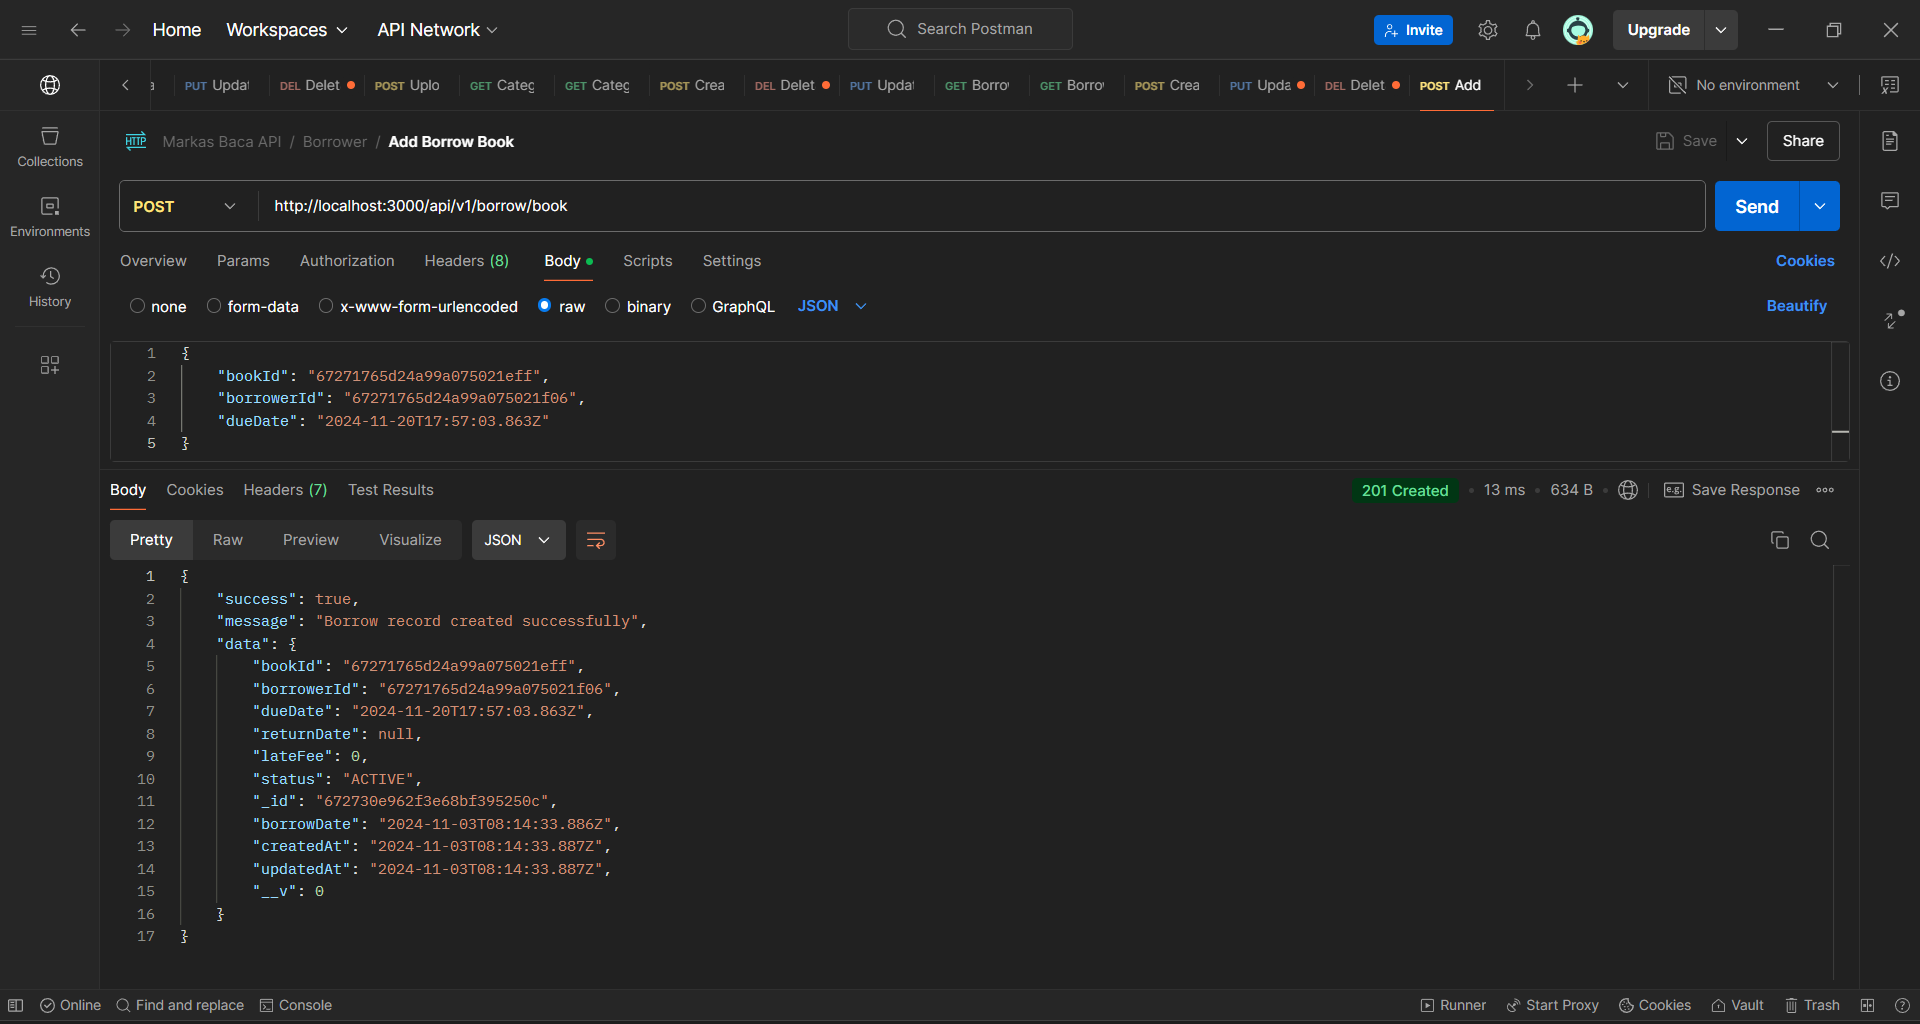 Home Workspaces API Network Search Postman Invite Upgrade
PUT Updat DEL Delet POST Uplo GET Categ GET Categ POST Crea DEL Delet PUT Updat GET Borro GET Borro POST Crea PUT Upda DEL Delet POST Add No environment
HTTP Markas Baca API / Borrower / Add Borrow Book Save Share
POST http://localhost:3000/api/v1/borrow/book Send
Overview Params Authorization Headers (8) Body Scripts Settings Cookies
none form-data x-www-form-urlencoded raw binary GraphQL JSON Beautify
Collections
Environments
History
1 {
2 "bookId": "67271765d24a99a075021eff",
3 "borrowerId": "67271765d24a99a075021f06",
4 "dueDate": "2024-11-20T17:57:03.863Z"
5 }
Body Cookies Headers (7) Test Results 201 Created 13 ms 634 B e.g. Save Response
Pretty Raw Preview Visualize JSON
1 {
2 "success": true,
3 "message": "Borrow record created successfully",
4 "data": {
5 "bookId": "67271765d24a99a075021eff",
6 "borrowerId": "67271765d24a99a075021f06",
7 "dueDate": "2024-11-20T17:57:03.863Z",
8 "returnDate": null,
9 "lateFee": 0,
10 "status": "ACTIVE",
11 "_id": "672730e962f3e68bf395250c",
12 "borrowDate": "2024-11-03T08:14:33.886Z",
13 "createdAt": "2024-11-03T08:14:33.887Z",
14 "updatedAt": "2024-11-03T08:14:33.887Z",
15 "__v": 0
16 }
17 }
Online Find and replace Console Runner Start Proxy Cookies Vault Trash